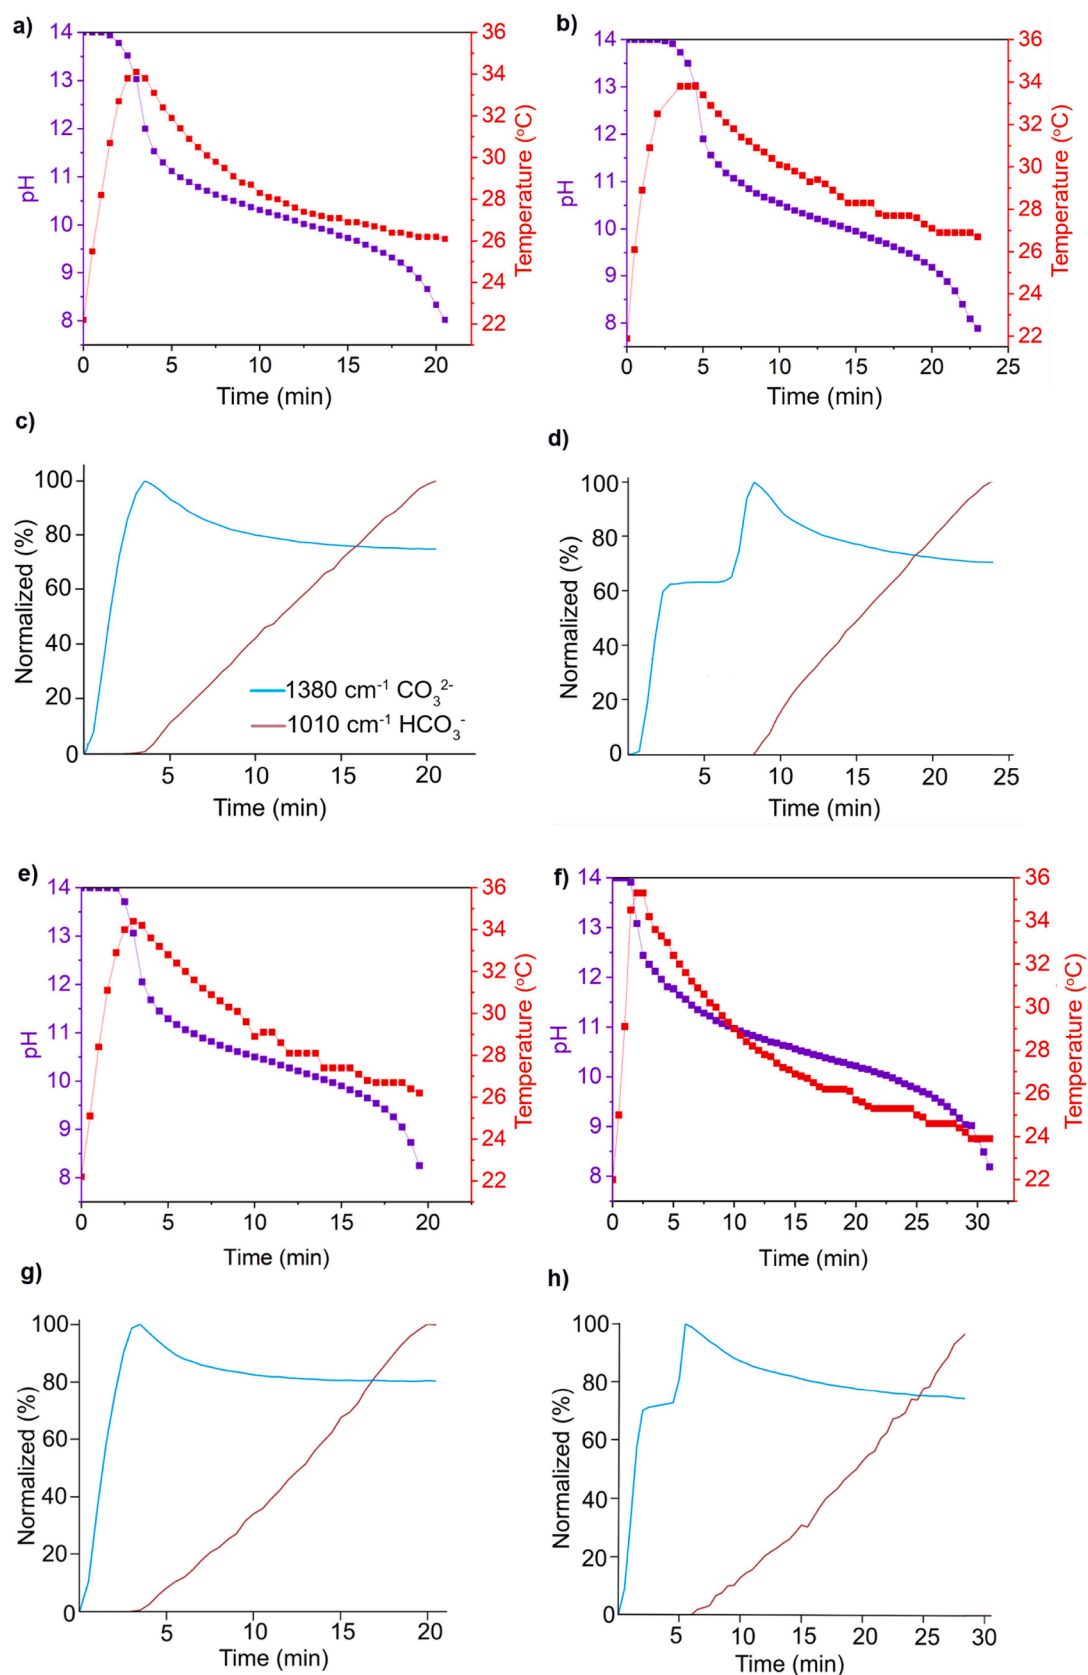 a)
14
13
12
11
10
9
8
pH
36
34
32
30
28
26
24
22
Temperature (°C)
0 5 10 15 20
Time (min)
b)
14
13
12
11
10
9
8
pH
36
34
32
30
28
26
24
22
Temperature (°C)
0 5 10 15 20 25
Time (min)
c)
100
80
60
40
20
0
Normalized (%)
1380 cm⁻¹ CO₃²⁻
1010 cm⁻¹ HCO₃⁻
5 10 15 20
Time (min)
d)
100
80
60
40
20
0
Normalized (%)
5 10 15 20 25
Time (min)
e)
14
13
12
11
10
9
8
pH
36
34
32
30
28
26
24
22
Temperature (°C)
0 5 10 15 20
Time (min)
f)
14
13
12
11
10
9
8
pH
36
34
32
30
28
26
24
22
Temperature (°C)
0 5 10 15 20 25 30
Time (min)
g)
100
80
60
40
20
0
Normalized (%)
5 10 15 20
Time (min)
h)
100
80
60
40
20
0
Normalized (%)
5 10 15 20 25 30
Time (min)